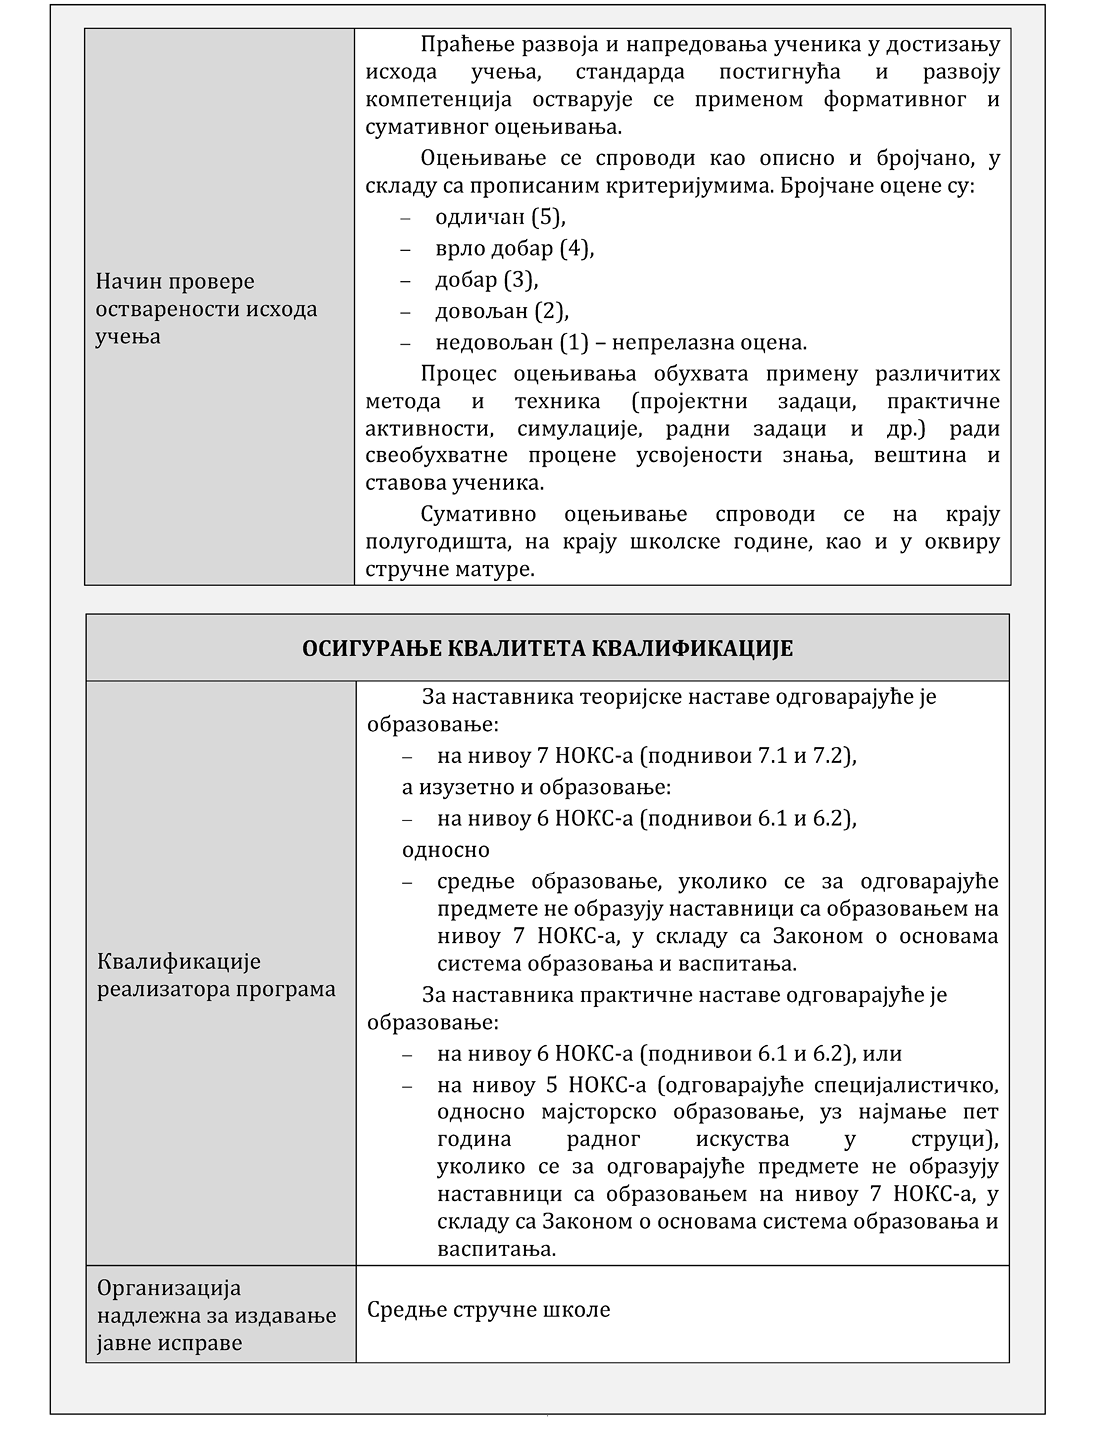 Начин провере
остварености исхода
учења
Праћење развоја и напредовања ученика у достизању
исхода учења, стандарда постигнућа и развоју
компетенција остварује се применом формативног и
сумативног оцењивања.
Оцењивање се спроводи као описно и бројчано, у
складу са прописаним критеријумима. Бројчане оцене су:
– одличан (5),
– врло добар (4),
– добар (3),
– довољан (2),
– недовољан (1) – непрелазна оцена.
Процес оцењивања обухвата примену различитих
метода и техника (пројектни задаци, практичне
активности, симулације, радни задаци и др.) ради
свеобухватне процене усвојености знања, вештина и
ставова ученика.
Сумативно оцењивање спроводи се на крају
полугодишта, на крају школске године, као и у оквиру
стручне матуре.
ОСИГУРАЊЕ КВАЛИТЕТА КВАЛИФИКАЦИЈЕ
Квалификације
реализатора програма
За наставника теоријске наставе одговарајуће је
образовање:
– на нивоу 7 НОКС-а (поднивои 7.1 и 7.2),
а изузетно и образовање:
– на нивоу 6 НОКС-а (поднивои 6.1 и 6.2),
односно
– средње образовање, уколико се за одговарајуће
предмете не образују наставници са образовањем на
нивоу 7 НОКС-а, у складу са Законом о основама
система образовања и васпитања.
За наставника практичне наставе одговарајуће је
образовање:
– на нивоу 6 НОКС-а (поднивои 6.1 и 6.2), или
– на нивоу 5 НОКС-а (одговарајуће специјалистичко,
односно мајсторско образовање, уз најмање пет
година радног искуства у струци),
уколико се за одговарајуће предмете не образују
наставници са образовањем на нивоу 7 НОКС-а, у
складу са Законом о основама система образовања и
васпитања.
Организација
надлежна за издавање
јавне исправе
Средње стручне школе